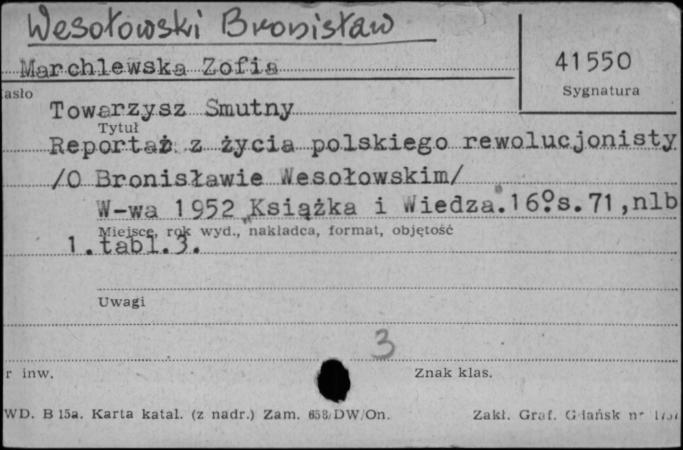 Wesołowski Bronisław
Marchlewska Zofia
41550
asło
Sygnatura
Towarzysz Smutny
Tytuł
Reportaż z życia polskiego rewolucjonisty
/O Bronisławie Wesołowskim/
W-wa 1952 „Książka i Wiedza.16°s.71,nlb
Miejsce, rok wyd., nakładca, format, objętość
1.tabl.3.
Uwagi
3
r inw.
Znak klas.
WD. B 15a. Karta katal. (z nadr.) Zam. 658/DW/On.
Zakł. Graf. Gdańsk nr